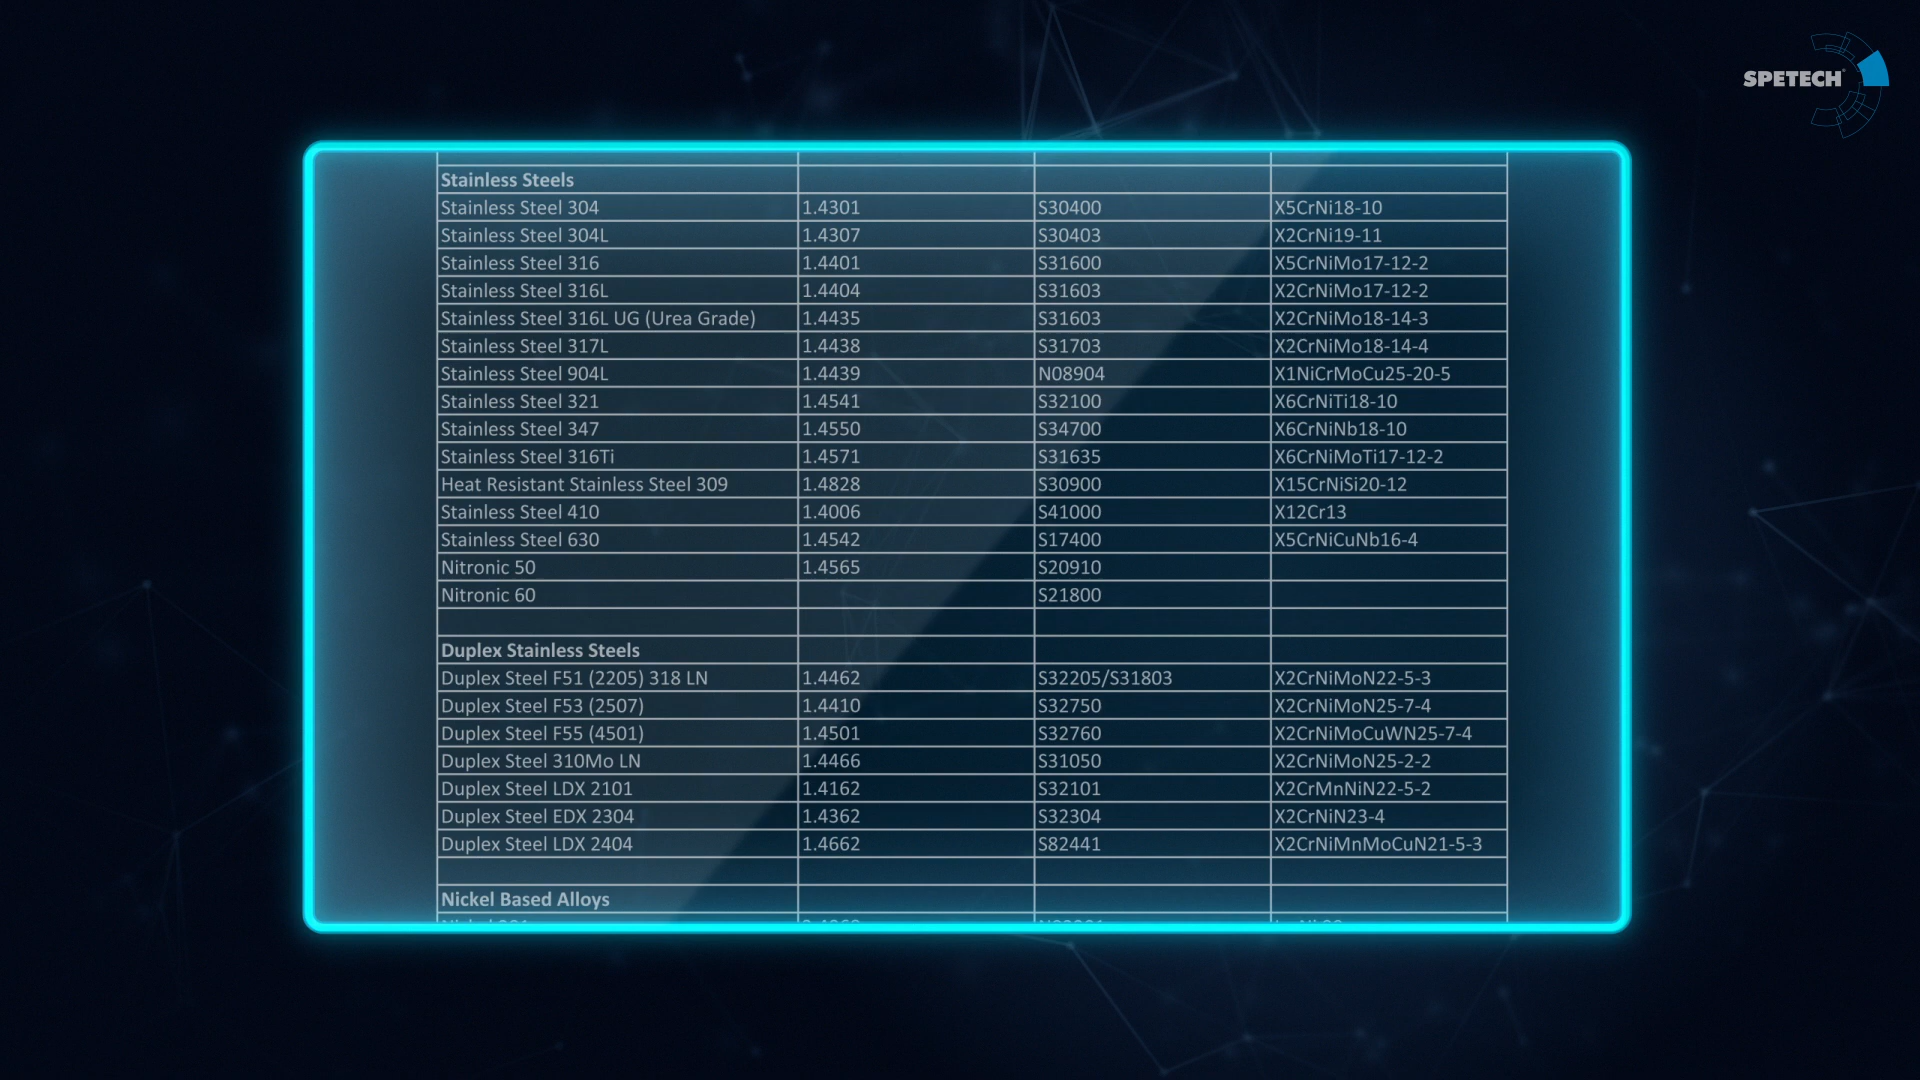 SPETECH
Stainless Steels
Stainless Steel 304 1.4301 S30400 X5CrNi18-10
Stainless Steel 304L 1.4307 S30403 X2CrNi19-11
Stainless Steel 316 1.4401 S31600 X5CrNiMo17-12-2
Stainless Steel 316L 1.4404 S31603 X2CrNiMo17-12-2
Stainless Steel 316L UG (Urea Grade) 1.4435 S31603 X2CrNiMo18-14-3
Stainless Steel 317L 1.4438 S31703 X2CrNiMo18-14-4
Stainless Steel 904L 1.4439 N08904 X1NiCrMoCu25-20-5
Stainless Steel 321 1.4541 S32100 X6CrNiTi18-10
Stainless Steel 347 1.4550 S34700 X6CrNiNb18-10
Stainless Steel 316Ti 1.4571 S31635 X6CrNiMoTi17-12-2
Heat Resistant Stainless Steel 309 1.4828 S30900 X15CrNiSi20-12
Stainless Steel 410 1.4006 S41000 X12Cr13
Stainless Steel 630 1.4542 S17400 X5CrNiCuNb16-4
Nitronic 50 1.4565 S20910
Nitronic 60 S21800
Duplex Stainless Steels
Duplex Steel F51 (2205) 318 LN 1.4462 S32205/S31803 X2CrNiMoN22-5-3
Duplex Steel F53 (2507) 1.4410 S32750 X2CrNiMoN25-7-4
Duplex Steel F55 (4501) 1.4501 S32760 X2CrNiMoCuWN25-7-4
Duplex Steel 310Mo LN 1.4466 S31050 X2CrNiMoN25-2-2
Duplex Steel LDX 2101 1.4162 S32101 X2CrMnNiN22-5-2
Duplex Steel EDX 2304 1.4362 S32304 X2CrNiN23-4
Duplex Steel LDX 2404 1.4662 S82441 X2CrNiMnMoCuN21-5-3
Nickel Based Alloys